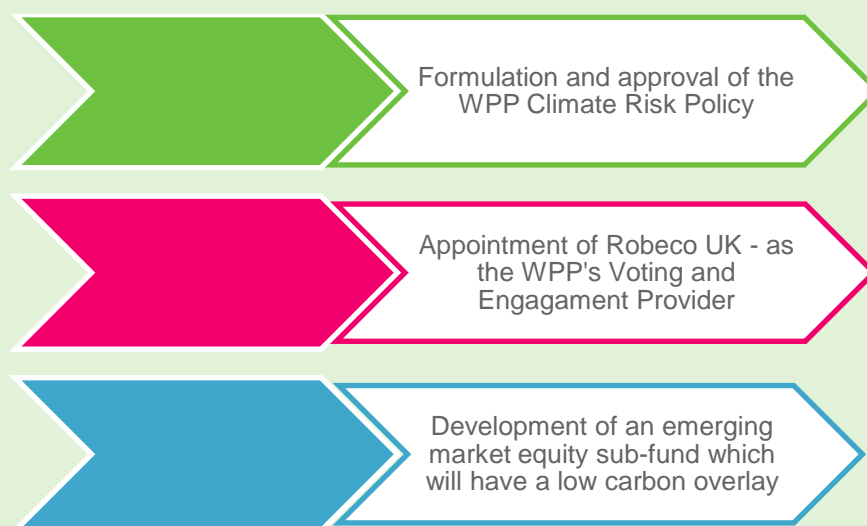 Formulation and approval of the
WPP Climate Risk Policy
Appointment of Robeco UK - as
the WPP's Voting and
Engagament Provider
Development of an emerging
market equity sub-fund which
will have a low carbon overlay